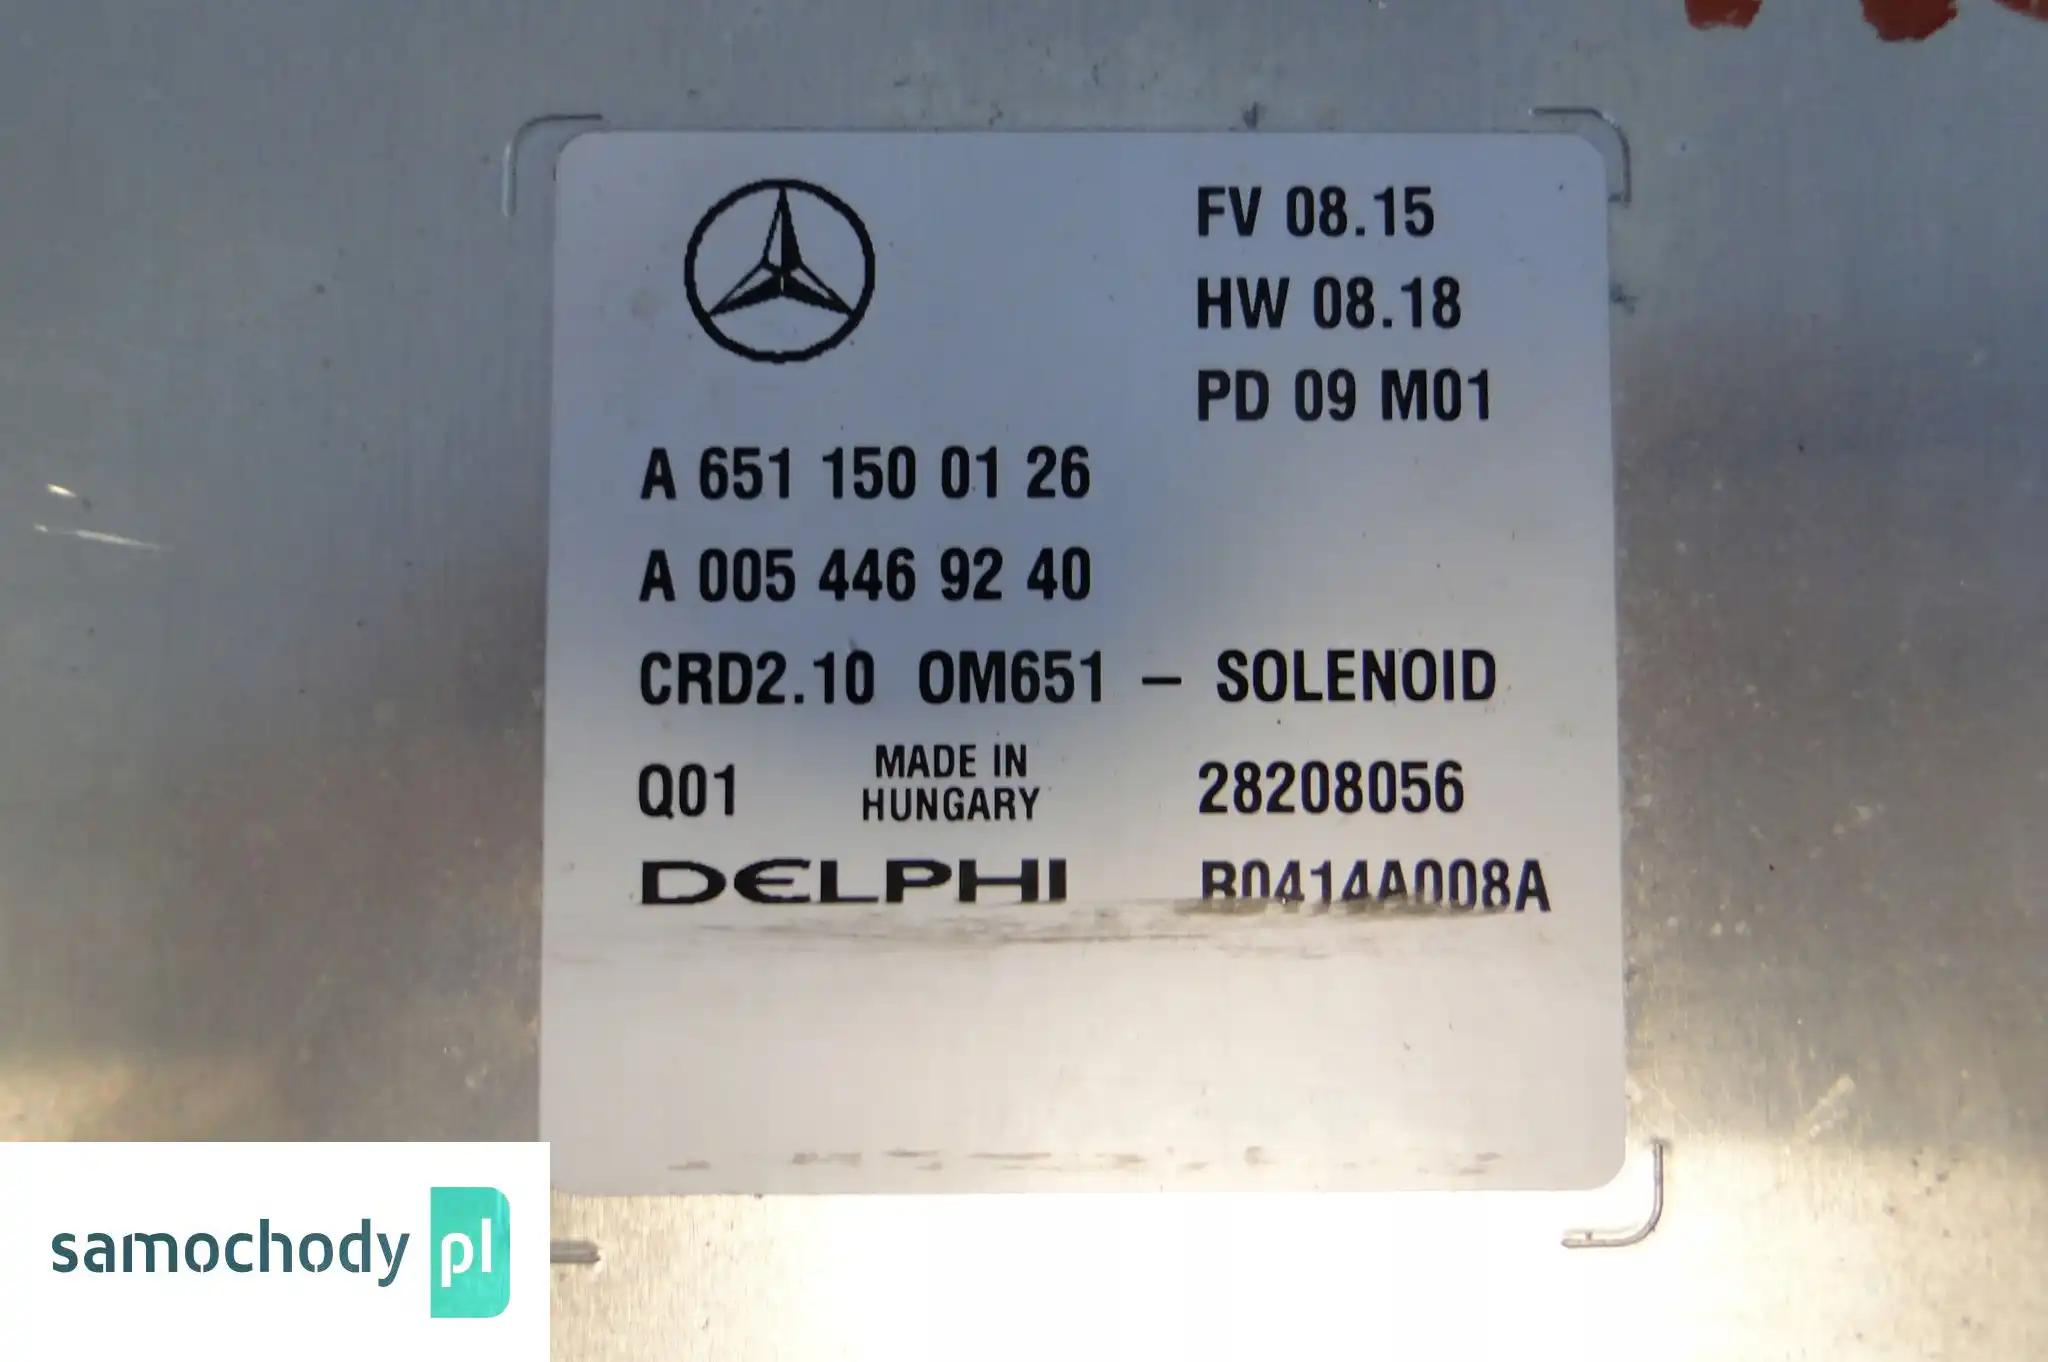 FV 08.15
HW 08.18
PD 09 M01
A 651 150 01 26
A 005 446 92 40
CRD2.10 OM651 – SOLENOID
Q01 MADE IN HUNGARY 28208056
DELPHI B0414A008A
samochody pl